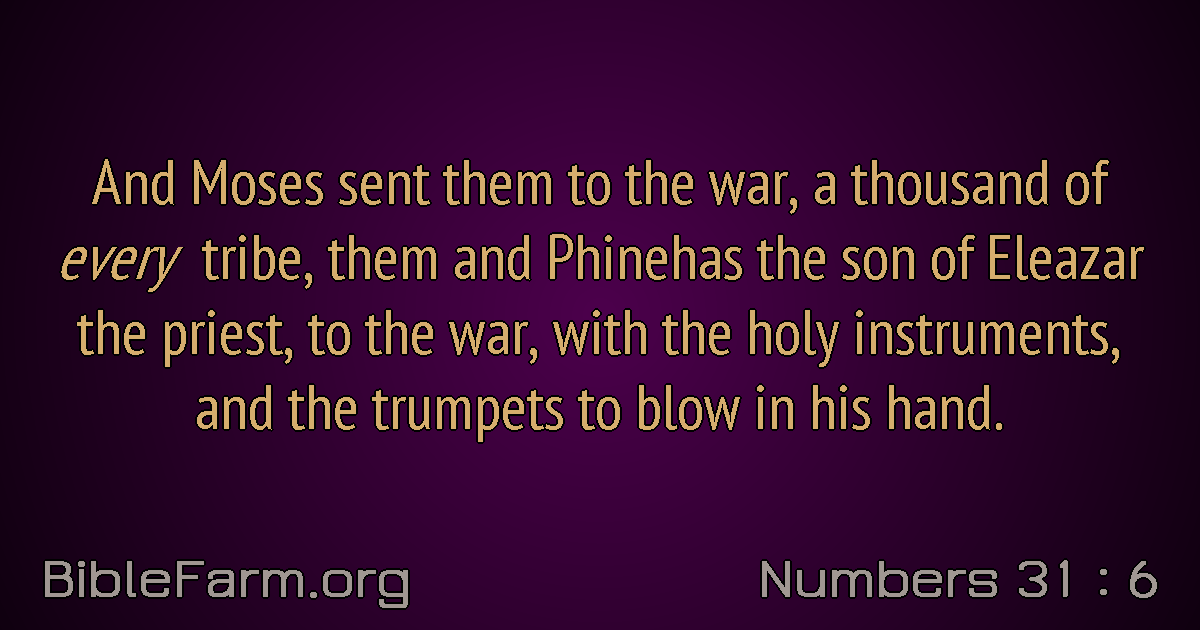 And Moses sent them to the war, a thousand of
every tribe, them and Phinehas the son of Eleazar
the priest, to the war, with the holy instruments,
and the trumpets to blow in his hand.
BibleFarm.org
Numbers 31 : 6